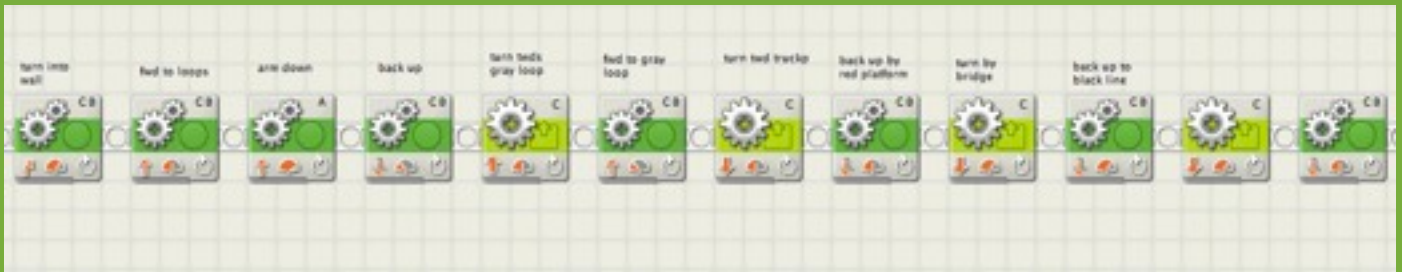 turn into
wall
fwd to loops
arm down
back up
turn twds
gray loop
fwd to gray
loop
turn twd trucks
back up by
red platform
turn by
bridge
back up to
black line
C B
C B
A
C B
C
C B
C
C B
C
C B
C
C B